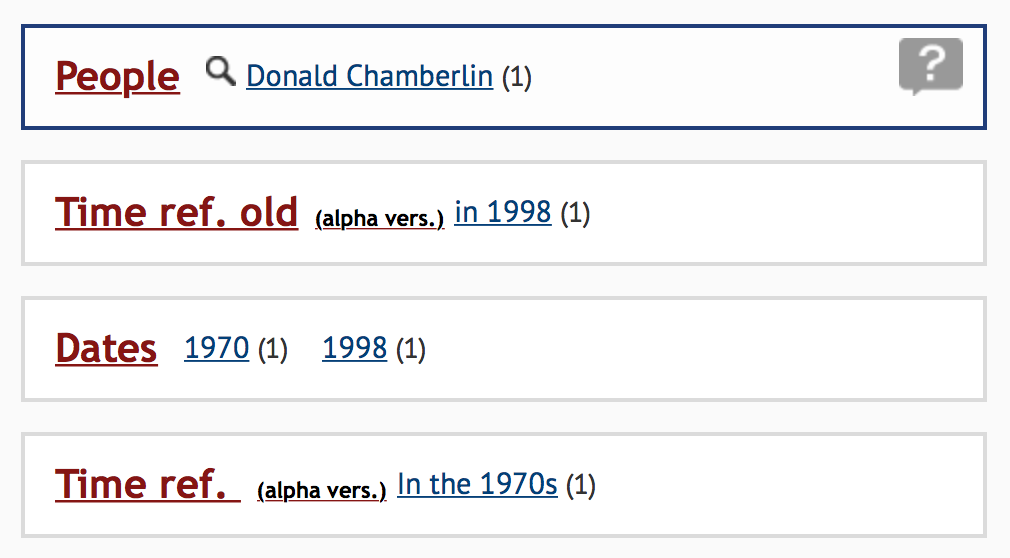 People Donald Chamberlin (1) ?
Time ref. old (alpha vers.) in 1998 (1)
Dates 1970 (1) 1998 (1)
Time ref. (alpha vers.) In the 1970s (1)